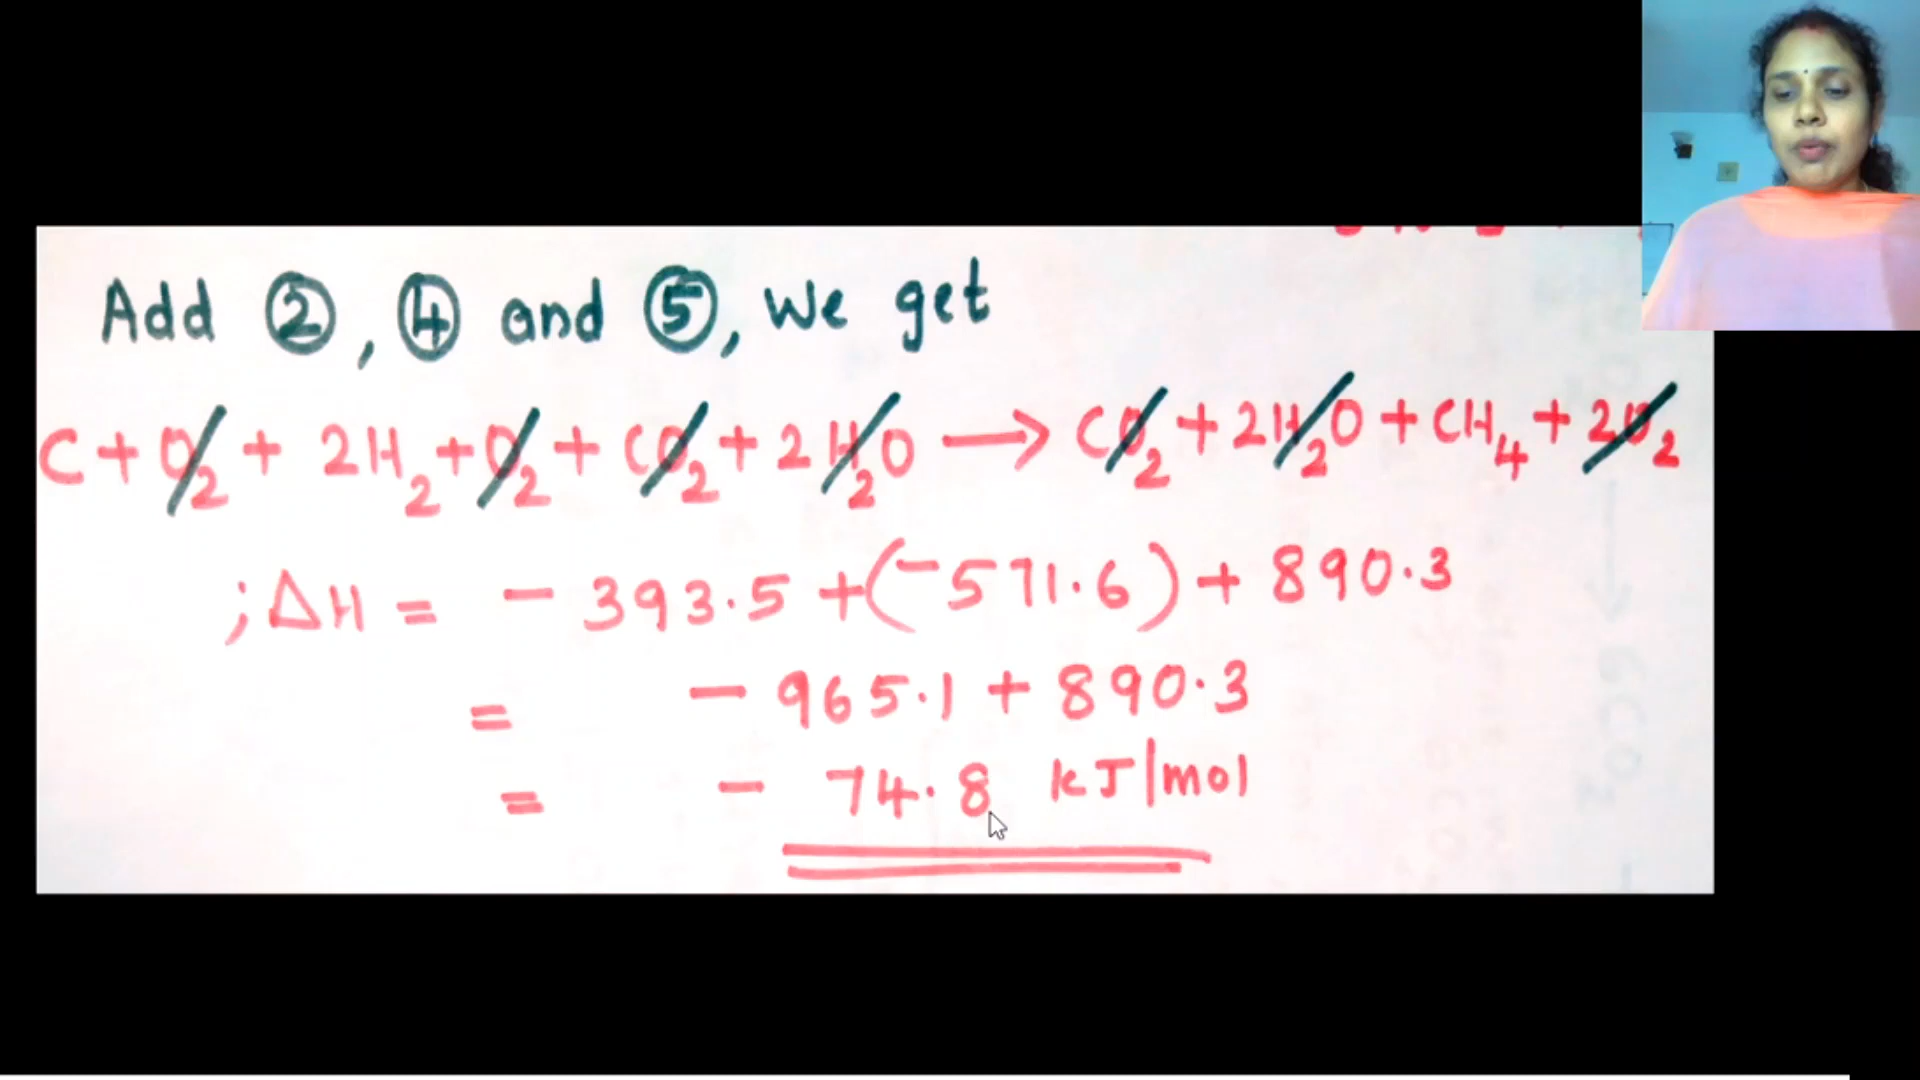 Add ②, ④ and ⑤, We get
C + O₂ + 2H₂ + O₂ + CO₂ + 2H₂O ⟶ CO₂ + 2H₂O + CH₄ + 2O₂
; ΔH = - 393.5 + (-571.6) + 890.3
= - 965.1 + 890.3
= - 74.8 kJ/mol